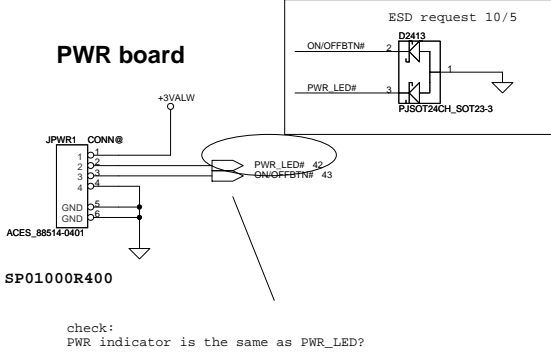 ESD request 10/5
D2413
ON/OFFBTN# 2
1
PWR_LED# 3
PJSOT24CH_SOT23-3
PWR board
+3VALW
JPWR1 CONN@
1 1
2 2
3 3
4 4
GND 5
GND 6
PWR_LED# 42
ON/OFFBTN# 43
ACES_88514-0401
SP01000R400
check:
PWR indicator is the same as PWR_LED?